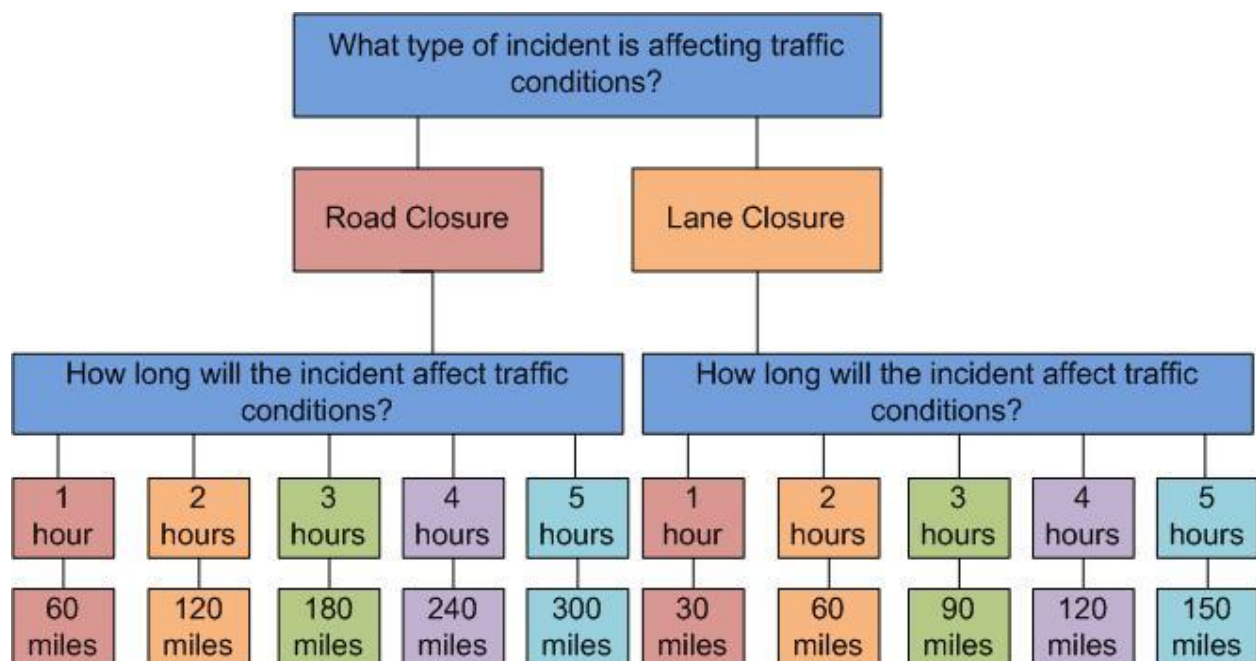 What type of incident is affecting traffic
conditions?
Road Closure
Lane Closure
How long will the incident affect traffic
conditions?
How long will the incident affect traffic
conditions?
1
hour
2
hours
3
hours
4
hours
5
hours
1
hour
2
hours
3
hours
4
hours
5
hours
60
miles
120
miles
180
miles
240
miles
300
miles
30
miles
60
miles
90
miles
120
miles
150
miles